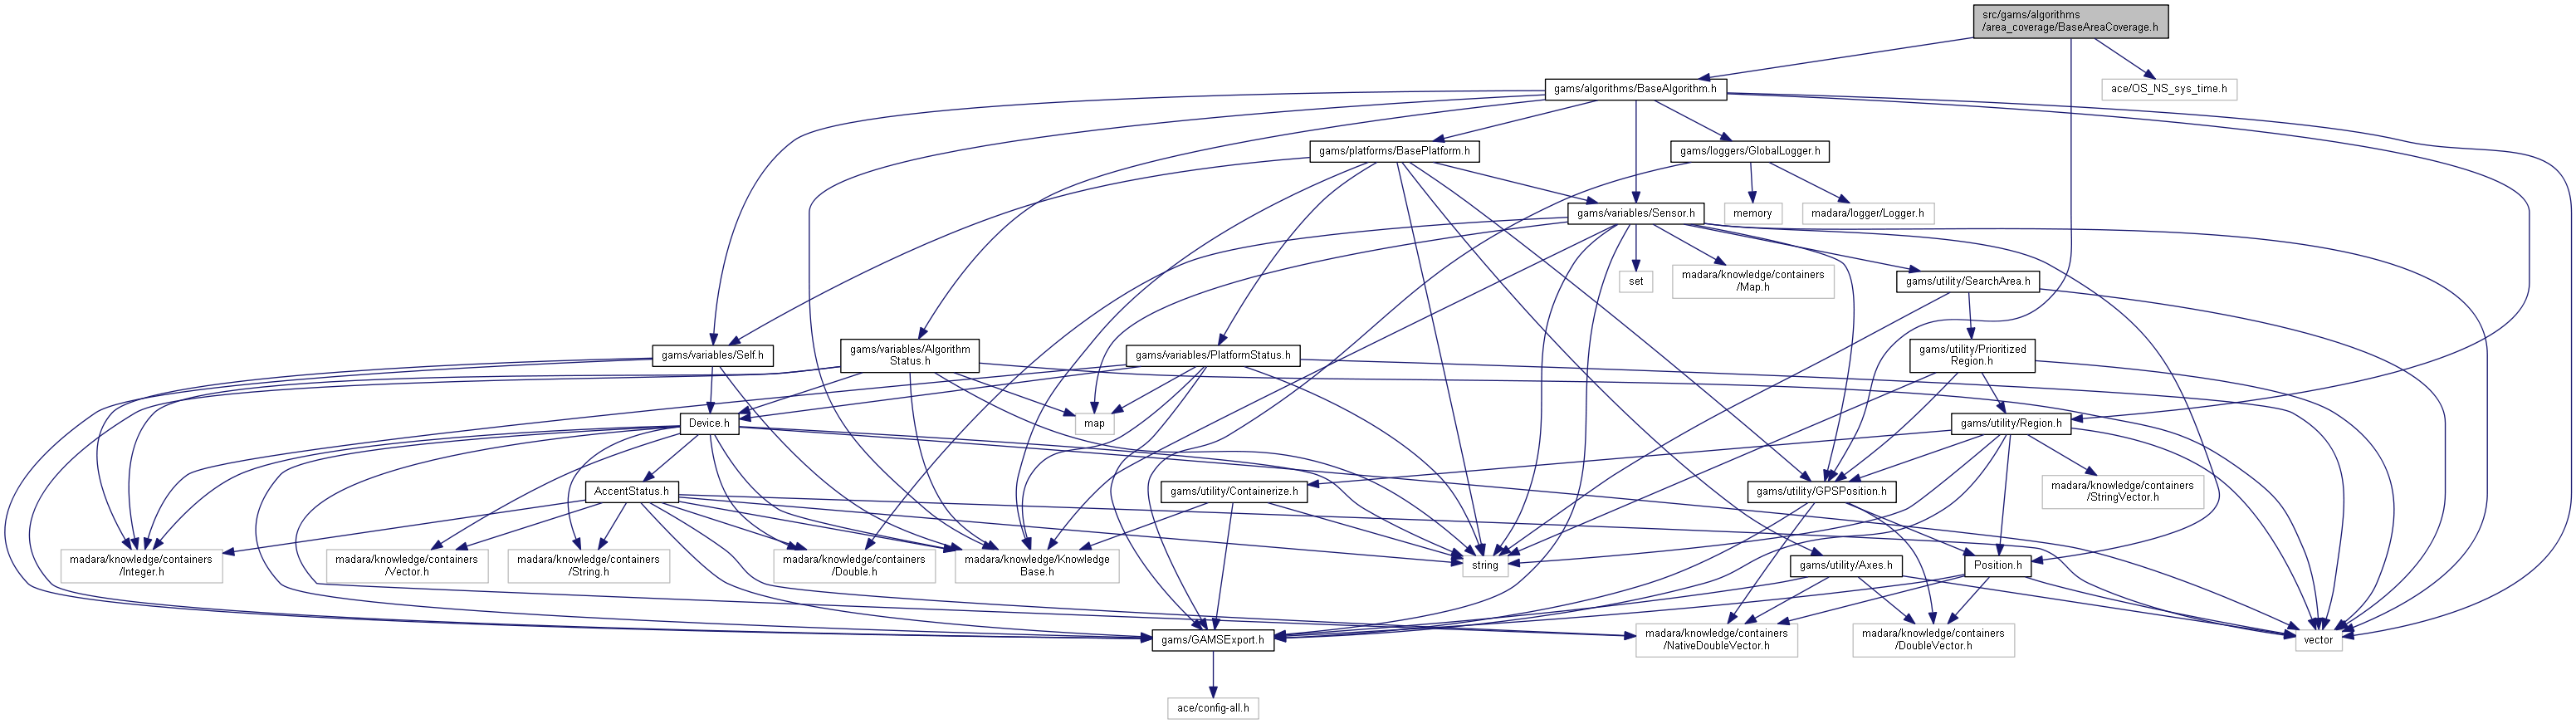 src/gams/algorithms
/area_coverage/BaseAreaCoverage.h
gams/algorithms/BaseAlgorithm.h
ace/OS_NS_sys_time.h
gams/platforms/BasePlatform.h
gams/loggers/GlobalLogger.h
gams/variables/Sensor.h
memory
madara/logger/Logger.h
set
madara/knowledge/containers
/Map.h
gams/utility/SearchArea.h
gams/variables/Self.h
gams/variables/Algorithm
Status.h
gams/variables/PlatformStatus.h
gams/utility/Prioritized
Region.h
Device.h
map
gams/utility/Region.h
AccentStatus.h
gams/utility/Containerize.h
gams/utility/GPSPosition.h
madara/knowledge/containers
/StringVector.h
madara/knowledge/containers
/Integer.h
madara/knowledge/containers
/Vector.h
madara/knowledge/containers
/String.h
madara/knowledge/containers
/Double.h
madara/knowledge/Knowledge
Base.h
string
gams/utility/Axes.h
Position.h
gams/GAMSExport.h
madara/knowledge/containers
/NativeDoubleVector.h
madara/knowledge/containers
/DoubleVector.h
vector
ace/config-all.h